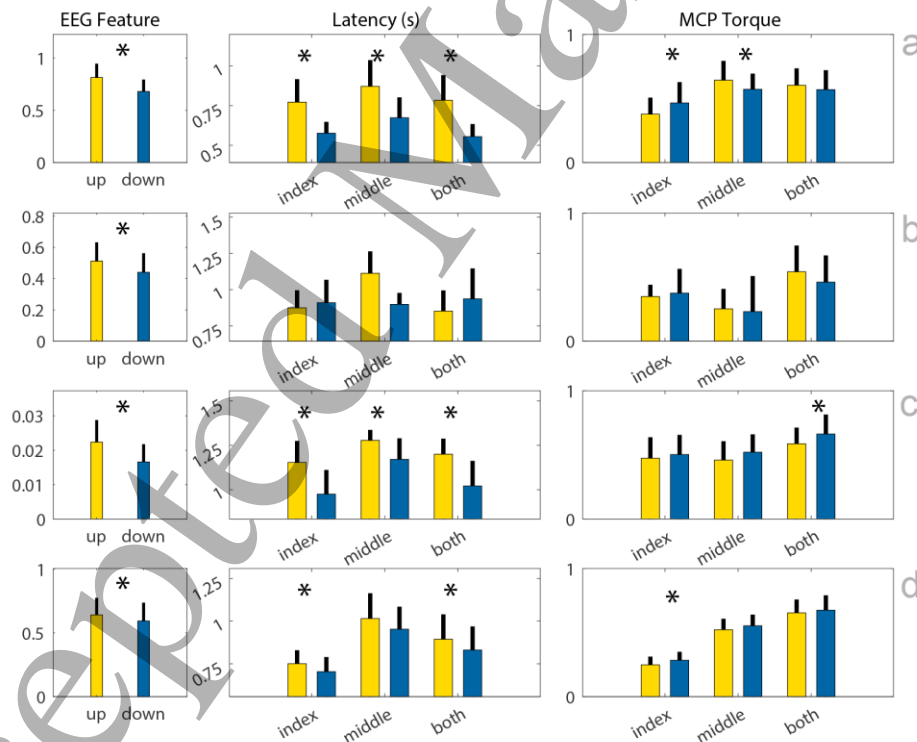 EEG Feature Latency (s) MCP Torque
1 0.5 0 * up down 1 0.75 0.5 * * * index middle both 1 0 * * index middle both a
0.8 0.6 0.4 0.2 0 * up down 1.5 1.25 1 0.75 index middle both 1 0 index middle both b
0.03 0.02 0.01 0 * up down 1.5 1.25 1 * * * index middle both 1 0 * index middle both c
1 0.5 0 * up down 1.25 1 0.75 * * index middle both 1 0 * index middle both d